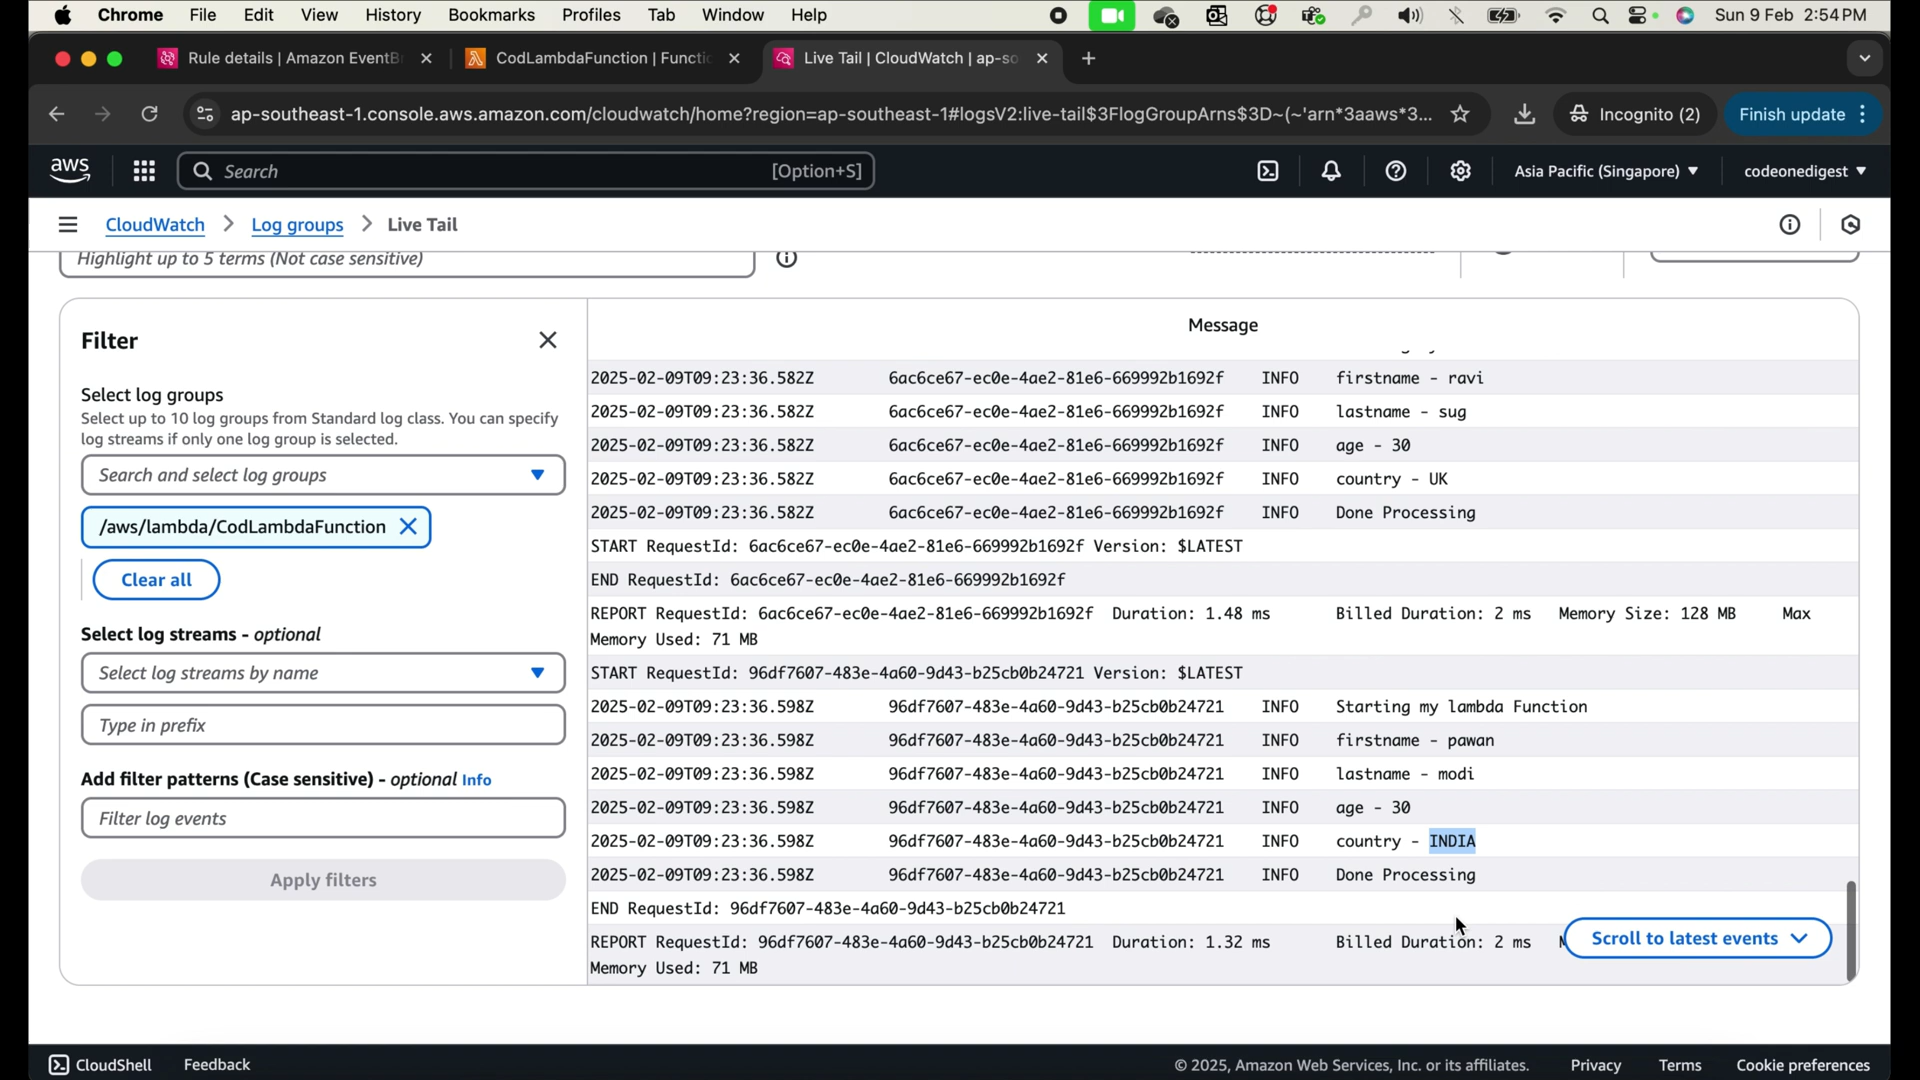 Chrome File Edit View History Bookmarks Profiles Tab Window Help Sun 9 Feb 2:54 PM
Rule details | Amazon EventB CodLambdaFunction | Functio Live Tail | CloudWatch | ap-so
ap-southeast-1.console.aws.amazon.com/cloudwatch/home?region=ap-southeast-1#logsV2:live-tail$3FlogGroupArns$3D~(~'arn*3aaws*3... Incognito (2) Finish update
aws Search [Option+S] Asia Pacific (Singapore) codeonedigest
CloudWatch Log groups Live Tail
Highlight up to 5 terms (Not case sensitive)
Filter
Select log groups
Select up to 10 log groups from Standard log class. You can specify
log streams if only one log group is selected.
Search and select log groups
/aws/lambda/CodLambdaFunction
Clear all
Select log streams - optional
Select log streams by name
Type in prefix
Add filter patterns (Case sensitive) - optional Info
Filter log events
Apply filters
Message
2025-02-09T09:23:36.582Z 6ac6ce67-ec0e-4ae2-81e6-669992b1692f INFO firstname - ravi
2025-02-09T09:23:36.582Z 6ac6ce67-ec0e-4ae2-81e6-669992b1692f INFO lastname - sug
2025-02-09T09:23:36.582Z 6ac6ce67-ec0e-4ae2-81e6-669992b1692f INFO age - 30
2025-02-09T09:23:36.582Z 6ac6ce67-ec0e-4ae2-81e6-669992b1692f INFO country - UK
2025-02-09T09:23:36.582Z 6ac6ce67-ec0e-4ae2-81e6-669992b1692f INFO Done Processing
START RequestId: 6ac6ce67-ec0e-4ae2-81e6-669992b1692f Version: $LATEST
END RequestId: 6ac6ce67-ec0e-4ae2-81e6-669992b1692f
REPORT RequestId: 6ac6ce67-ec0e-4ae2-81e6-669992b1692f Duration: 1.48 ms Billed Duration: 2 ms Memory Size: 128 MB Max
Memory Used: 71 MB
START RequestId: 96df7607-483e-4a60-9d43-b25cb0b24721 Version: $LATEST
2025-02-09T09:23:36.598Z 96df7607-483e-4a60-9d43-b25cb0b24721 INFO Starting my lambda Function
2025-02-09T09:23:36.598Z 96df7607-483e-4a60-9d43-b25cb0b24721 INFO firstname - pawan
2025-02-09T09:23:36.598Z 96df7607-483e-4a60-9d43-b25cb0b24721 INFO lastname - modi
2025-02-09T09:23:36.598Z 96df7607-483e-4a60-9d43-b25cb0b24721 INFO age - 30
2025-02-09T09:23:36.598Z 96df7607-483e-4a60-9d43-b25cb0b24721 INFO country - INDIA
2025-02-09T09:23:36.598Z 96df7607-483e-4a60-9d43-b25cb0b24721 INFO Done Processing
END RequestId: 96df7607-483e-4a60-9d43-b25cb0b24721
REPORT RequestId: 96df7607-483e-4a60-9d43-b25cb0b24721 Duration: 1.32 ms Billed Duration: 2 ms
Memory Used: 71 MB
Scroll to latest events
CloudShell Feedback © 2025, Amazon Web Services, Inc. or its affiliates. Privacy Terms Cookie preferences